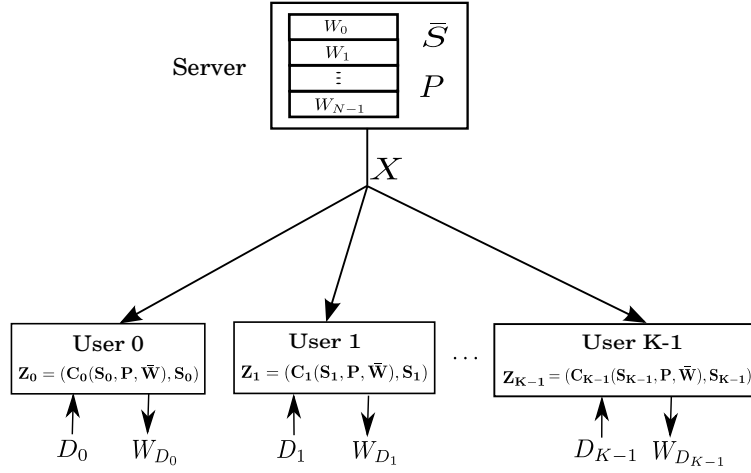 W_0
S̄
W_1
Server
⋮
P
W_{N−1}
X
User 0
Z_0 = (C_0(S_0, P, W̄), S_0)
User 1
Z_1 = (C_1(S_1, P, W̄), S_1)
...
User K-1
Z_{K−1} = (C_{K−1}(S_{K−1}, P, W̄), S_{K−1})
D_0
W_{D_0}
D_1
W_{D_1}
D_{K−1}
W_{D_{K−1}}